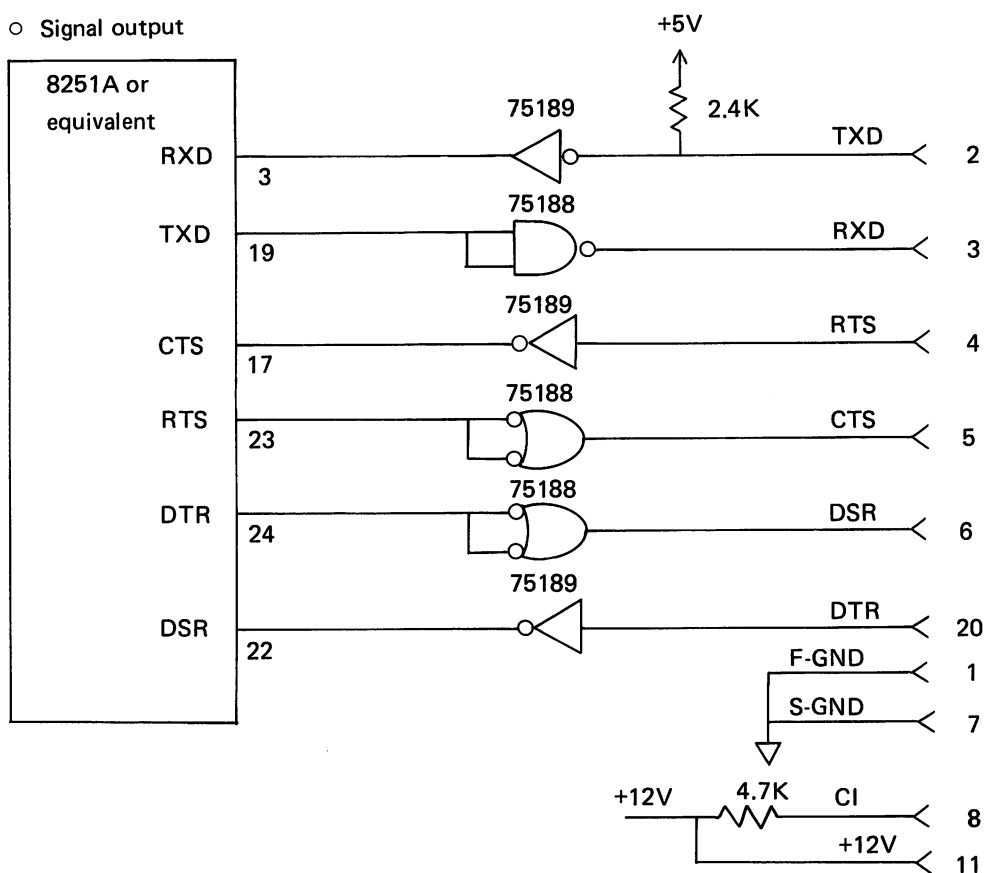 ○ Signal output
+5V
8251A or
equivalent
75189
2.4K
RXD
3
TXD
2
75188
TXD
19
RXD
3
75189
CTS
17
RTS
4
75188
RTS
23
CTS
5
75188
DTR
24
DSR
6
75189
DSR
22
DTR
20
F-GND
1
S-GND
7
+12V
4.7K
CI
8
+12V
11